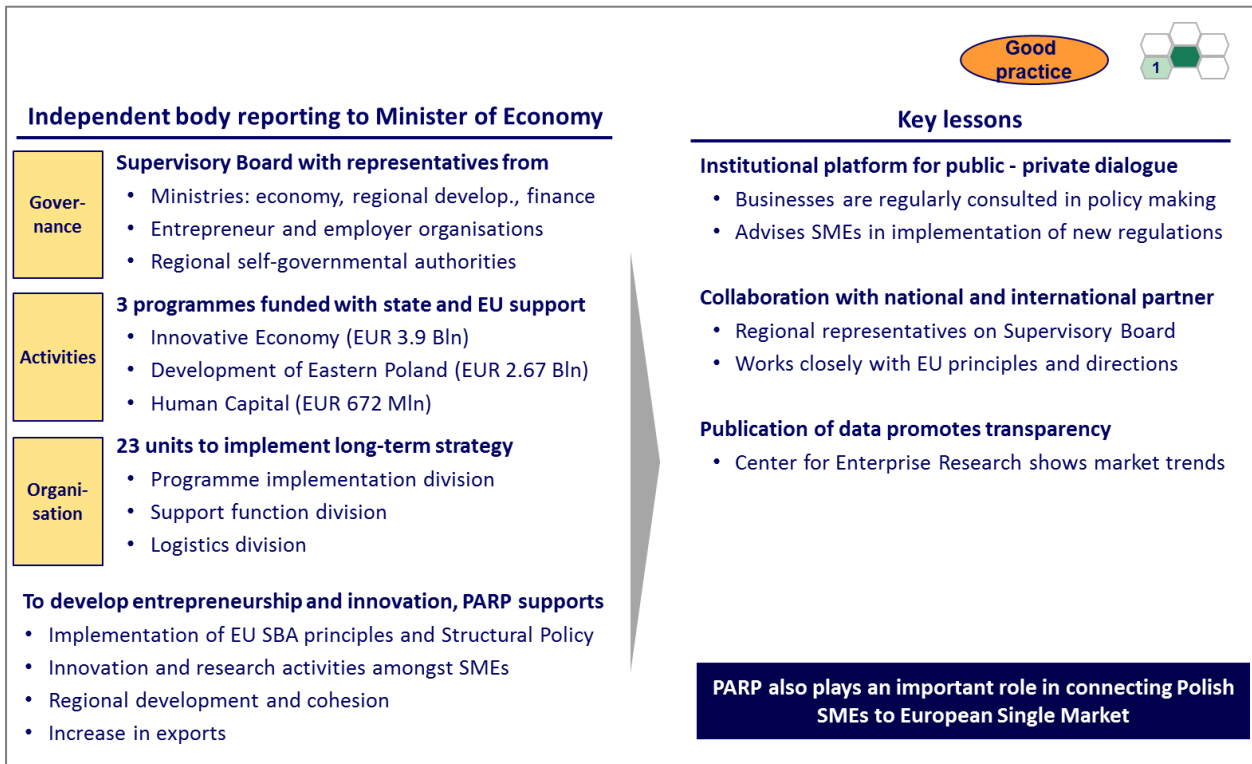 Good
practice
1
Independent body reporting to Minister of Economy
Gover-
nance
Supervisory Board with representatives from
• Ministries: economy, regional develop., finance
• Entrepreneur and employer organisations
• Regional self-governmental authorities
Activities
3 programmes funded with state and EU support
• Innovative Economy (EUR 3.9 Bln)
• Development of Eastern Poland (EUR 2.67 Bln)
• Human Capital (EUR 672 Mln)
Organi-
sation
23 units to implement long-term strategy
• Programme implementation division
• Support function division
• Logistics division
To develop entrepreneurship and innovation, PARP supports
• Implementation of EU SBA principles and Structural Policy
• Innovation and research activities amongst SMEs
• Regional development and cohesion
• Increase in exports
Key lessons
Institutional platform for public - private dialogue
• Businesses are regularly consulted in policy making
• Advises SMEs in implementation of new regulations
Collaboration with national and international partner
• Regional representatives on Supervisory Board
• Works closely with EU principles and directions
Publication of data promotes transparency
• Center for Enterprise Research shows market trends
PARP also plays an important role in connecting Polish
SMEs to European Single Market